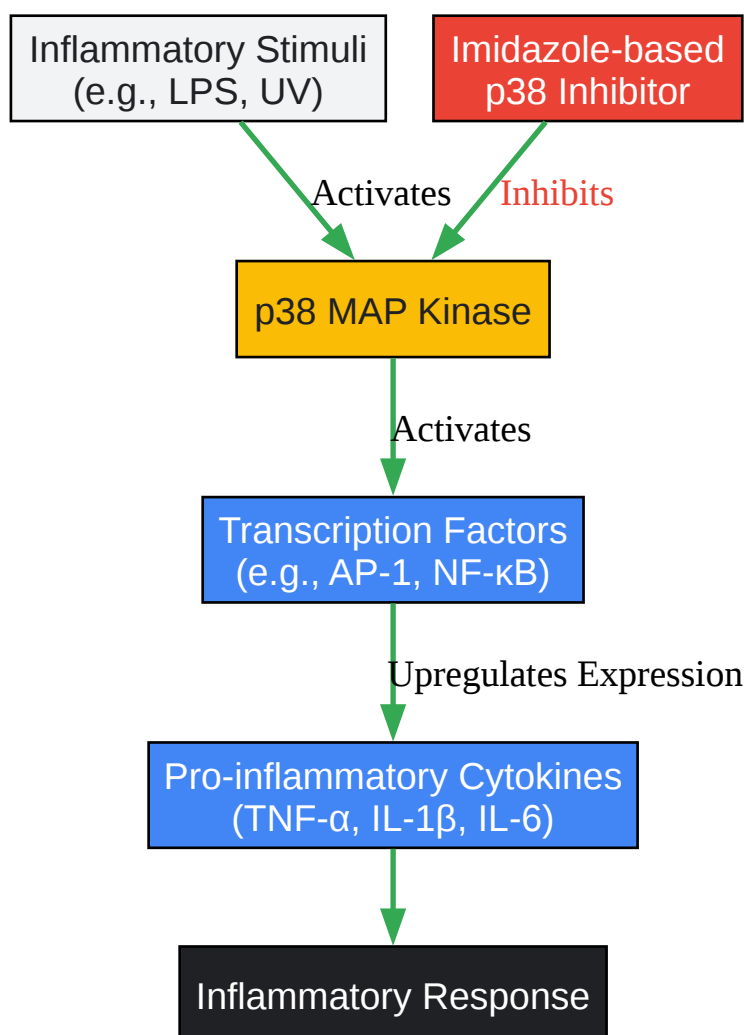 Inflammatory Stimuli
(e.g., LPS, UV)
Imidazole-based
p38 Inhibitor
Activates
Inhibits
p38 MAP Kinase
Activates
Transcription Factors
(e.g., AP-1, NF-κB)
Upregulates Expression
Pro-inflammatory Cytokines
(TNF-α, IL-1β, IL-6)
Inflammatory Response